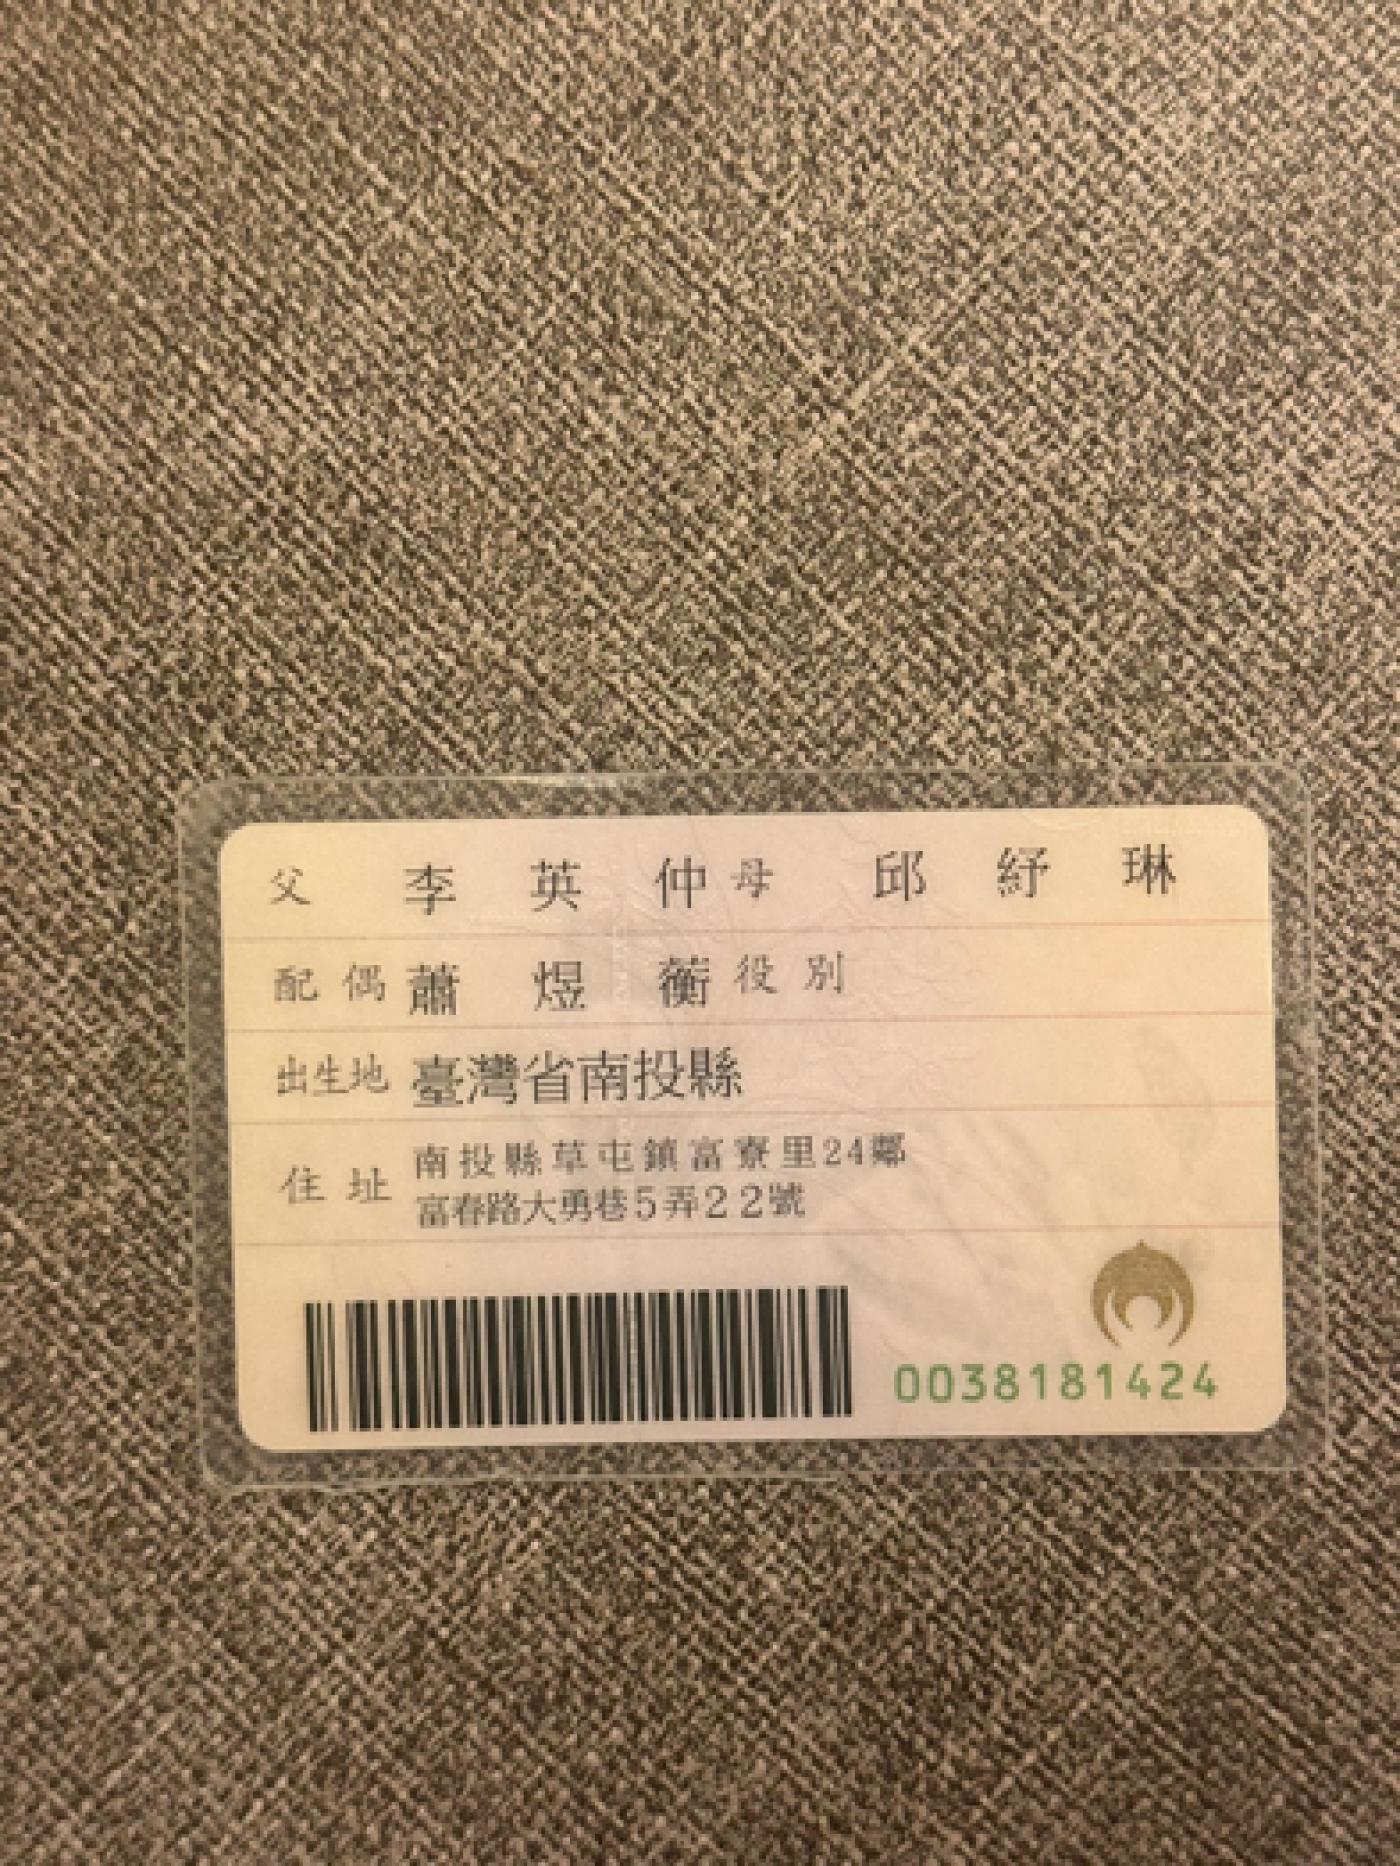 父 李英仲 母 邱紓琳
配偶 蕭煜蘅 役別
出生地 臺灣省南投縣
住址 南投縣草屯鎮富寮里24鄰
富春路大勇巷5弄22號
0038181424